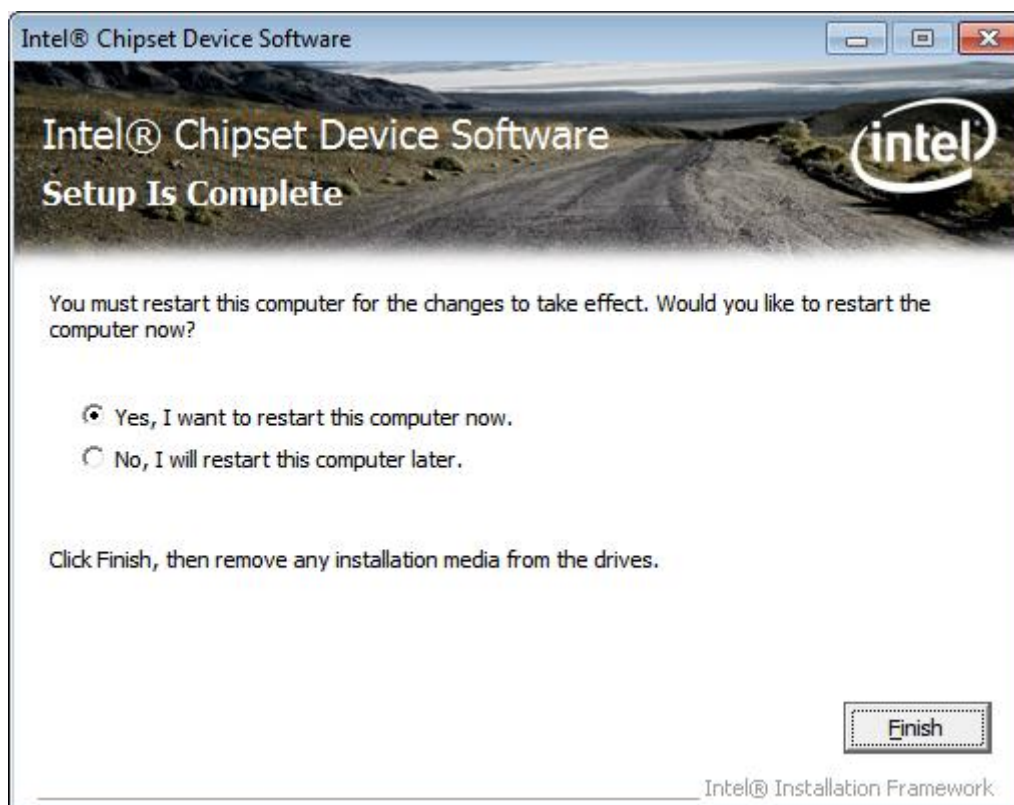 Intel® Chipset Device Software
Intel® Chipset Device Software
intel
Setup Is Complete
You must restart this computer for the changes to take effect. Would you like to restart the
computer now?
Yes, I want to restart this computer now.
No, I will restart this computer later.
Click Finish, then remove any installation media from the drives.
Finish
Intel® Installation Framework